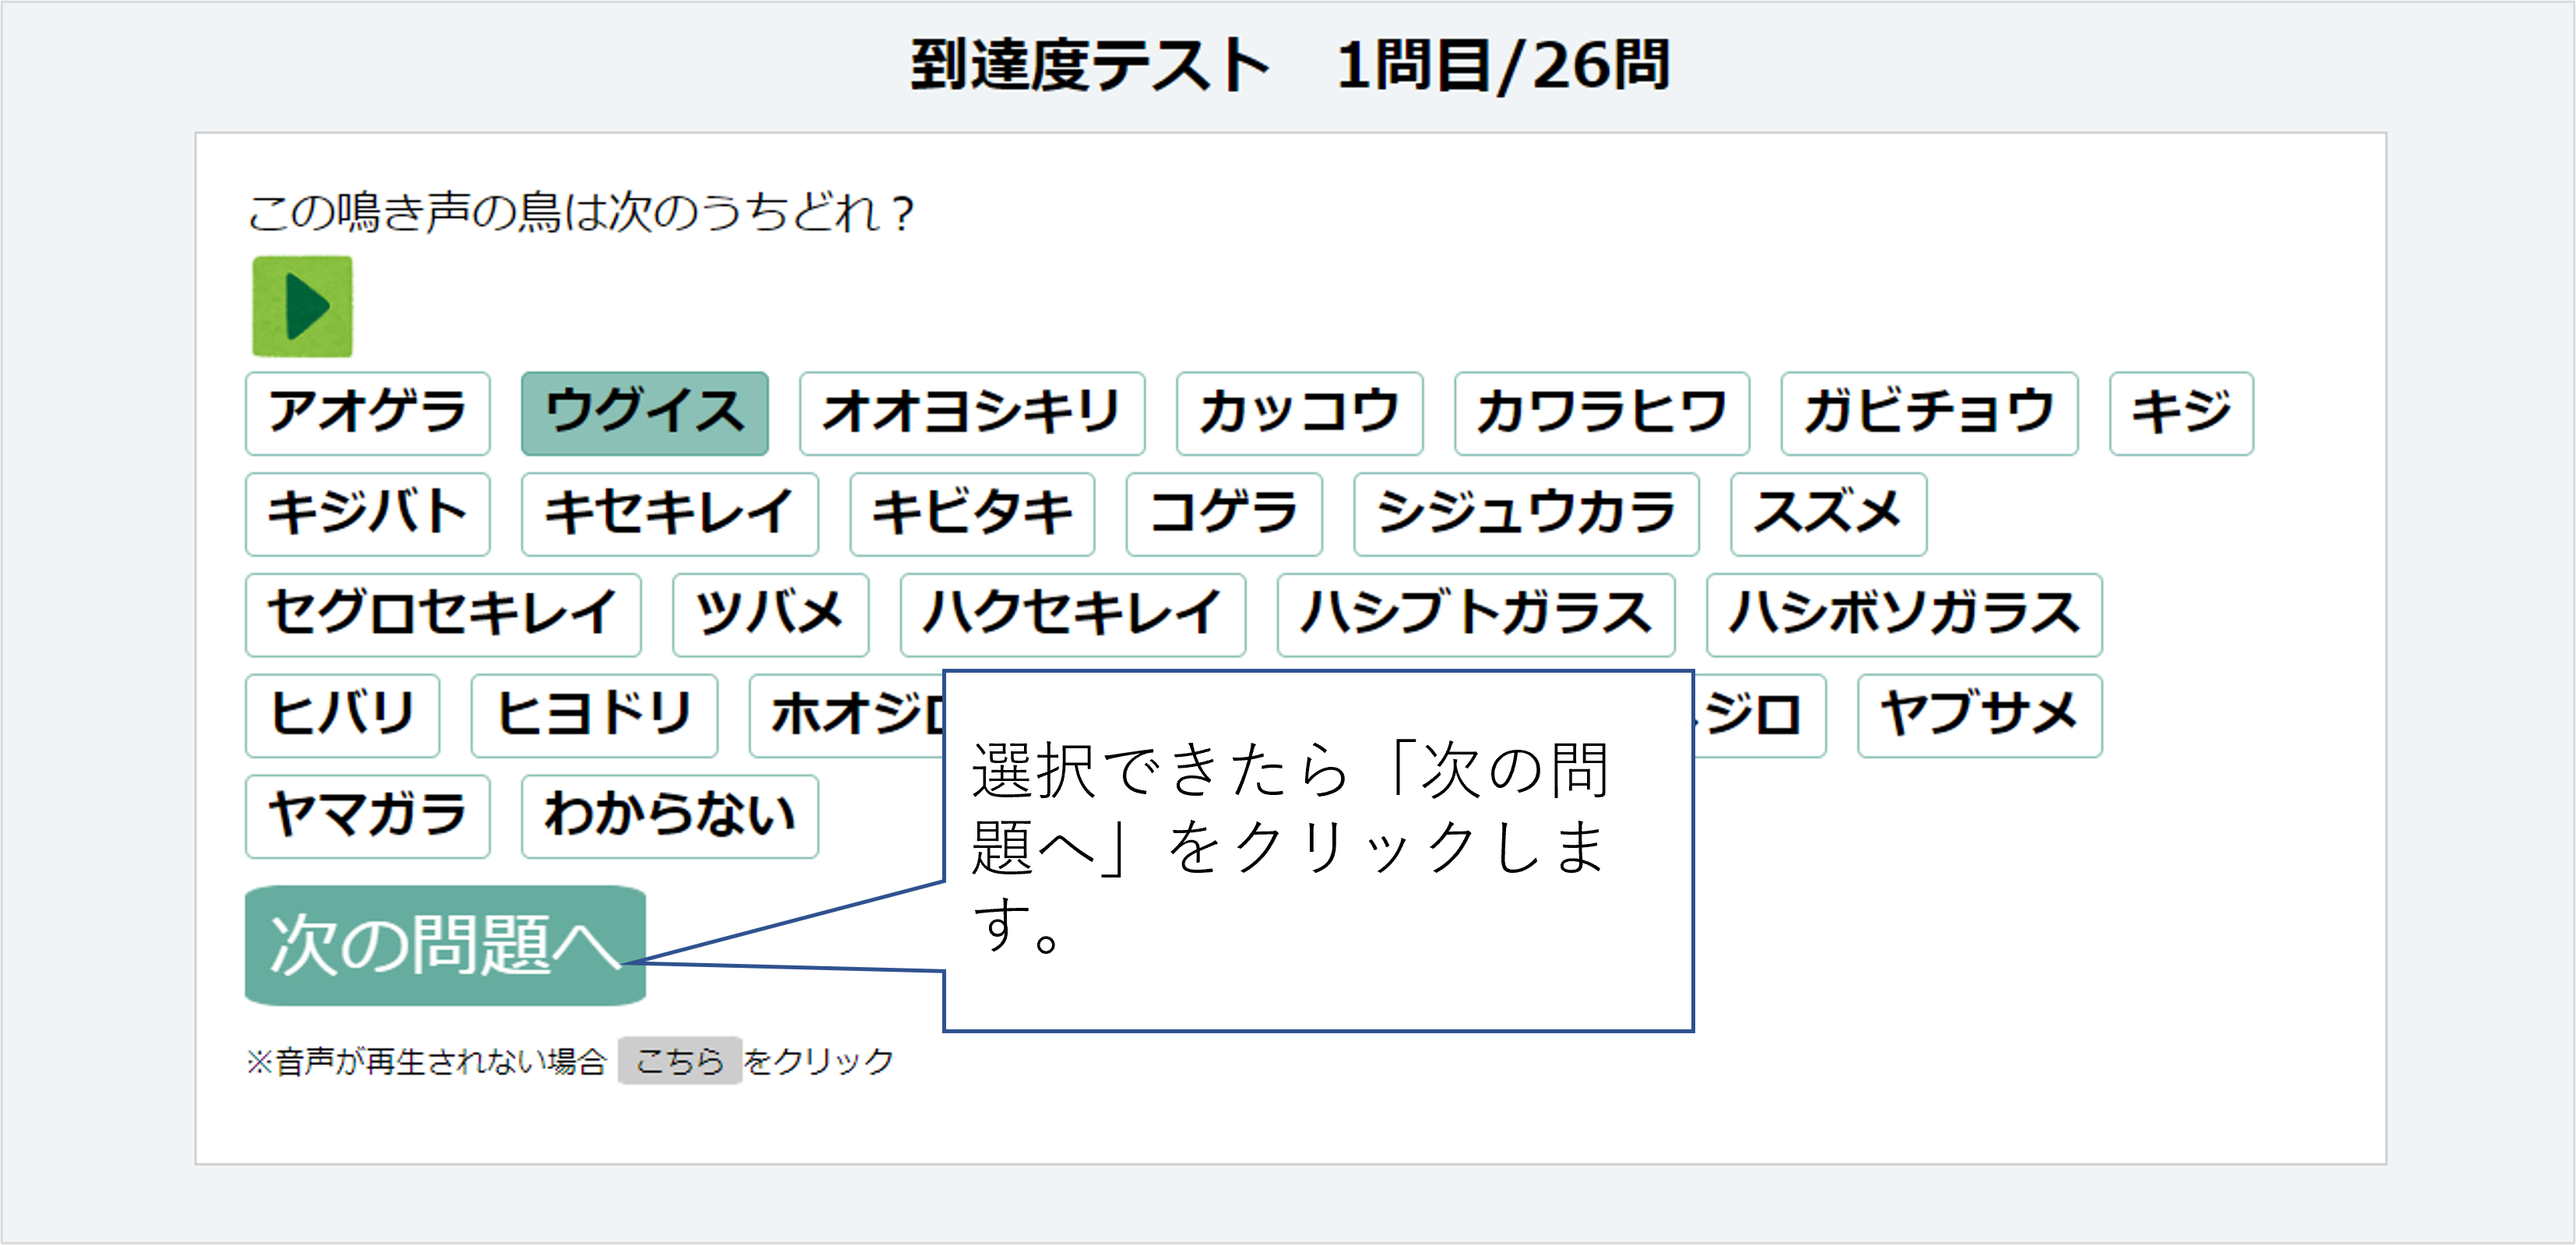 到達度テスト　1問目/26問
この鳴き声の鳥は次のうちどれ？
アオゲラ ウグイス オオヨシキリ カッコウ カワラヒワ ガビチョウ キジ
キジバト キセキレイ キビタキ コゲラ シジュウカラ スズメ
セグロセキレイ ツバメ ハクセキレイ ハシブトガラス ハシボソガラス
ヒバリ ヒヨドリ ホオジロ ジロ ヤブサメ
ヤマガラ わからない
選択できたら「次の問
題へ」をクリックしま
す。
次の問題へ
※音声が再生されない場合 こちら をクリック